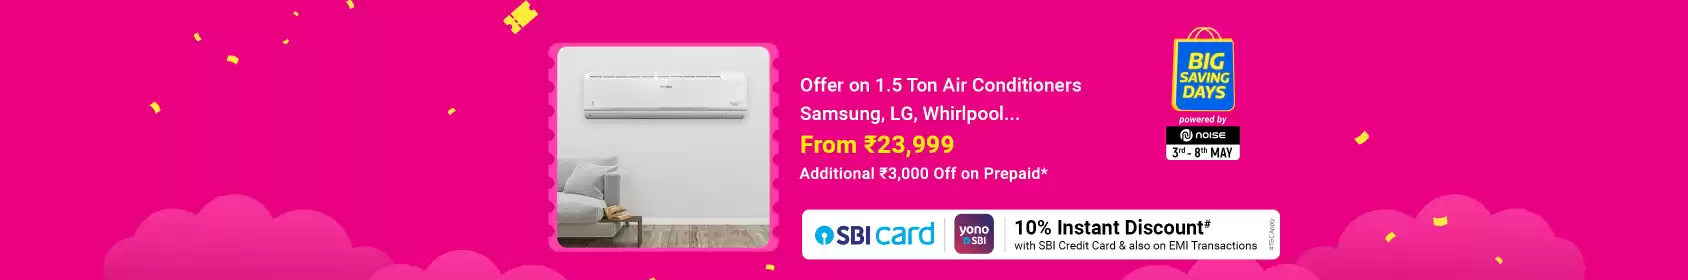 Offer on 1.5 Ton Air Conditioners
Samsung, LG, Whirlpool...
From ₹23,999
Additional ₹3,000 Off on Prepaid*
SBI card
yono
SBI
10% Instant Discount#
with SBI Credit Card & also on EMI Transactions
#T&C Apply
BIG
SAVING
DAYS
powered by
NOISE
3rd - 8th MAY